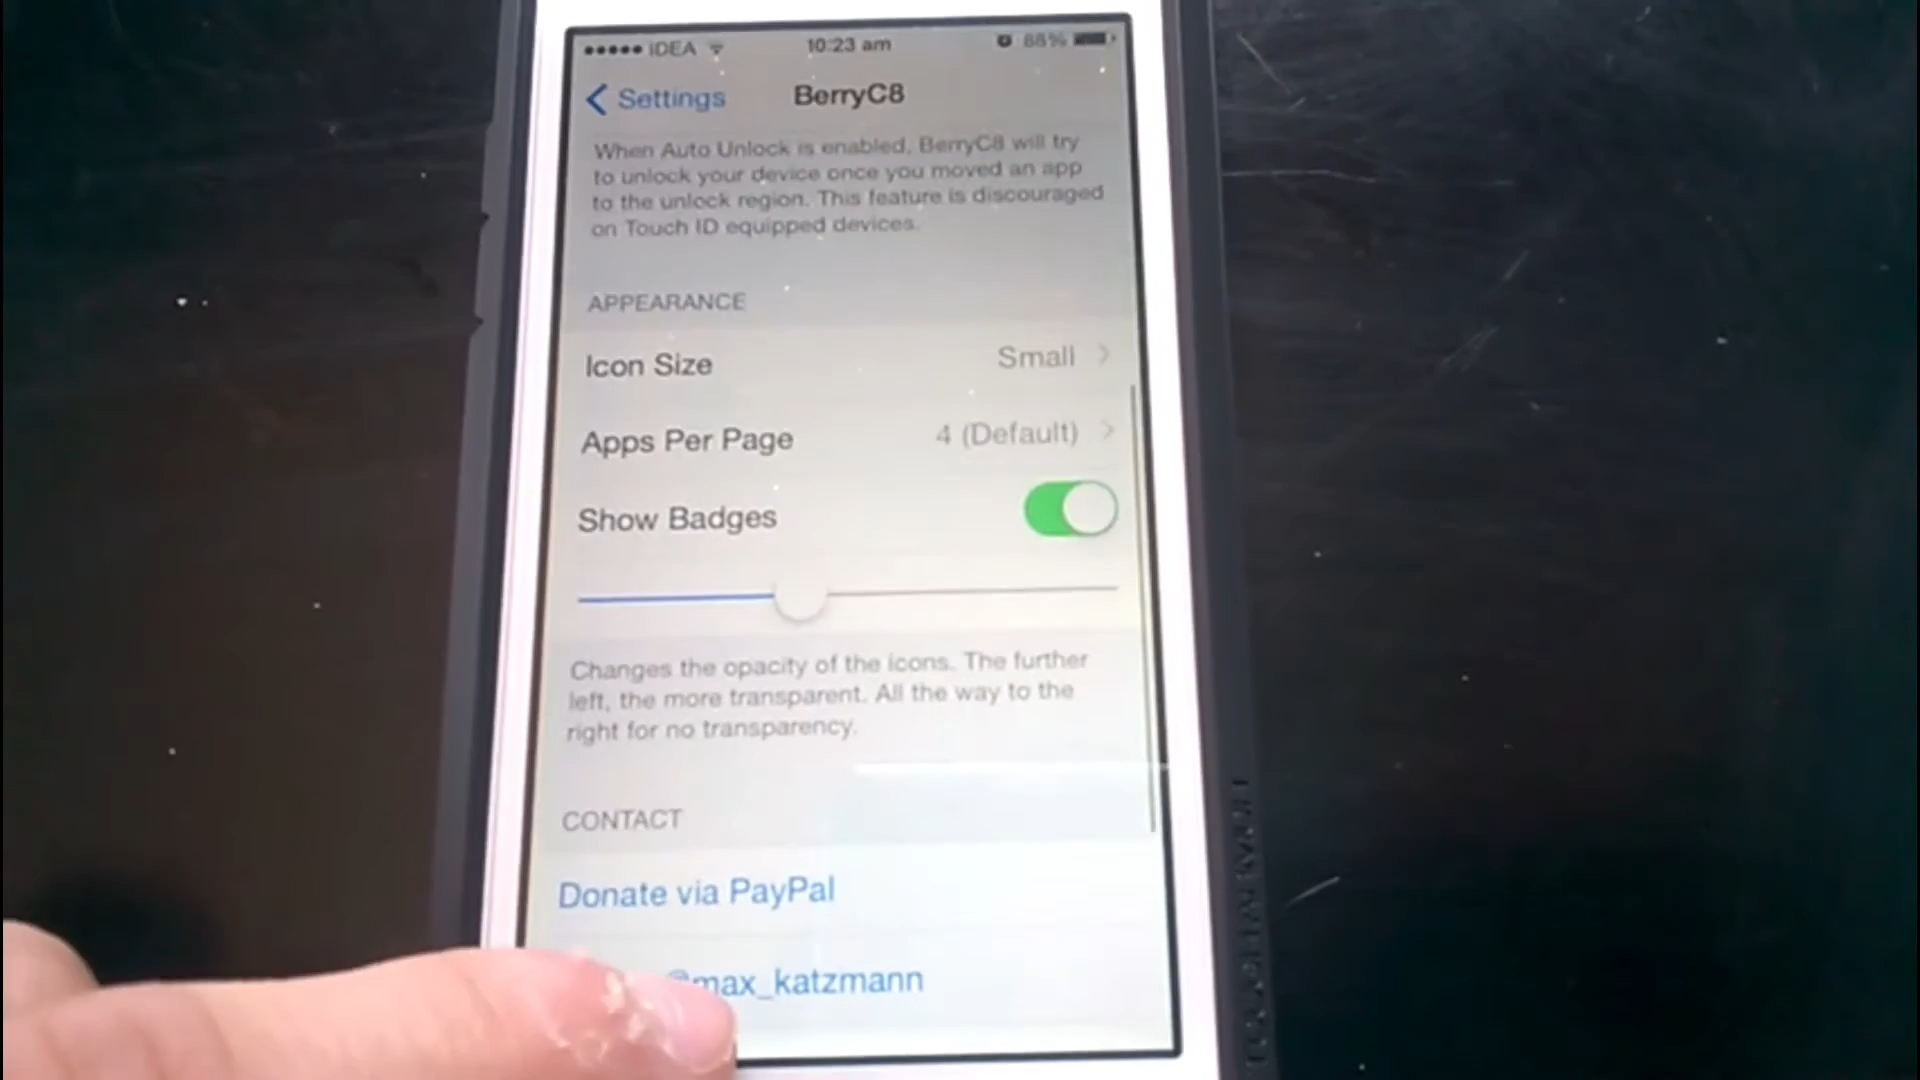 IDEA 10:23 am 88%
Settings BerryC8
When Auto Unlock is enabled, BerryC8 will try
to unlock your device once you moved an app
to the unlock region. This feature is discouraged
on Touch ID equipped devices.
APPEARANCE
Icon Size Small
Apps Per Page 4 (Default)
Show Badges
Changes the opacity of the icons. The further
left, the more transparent. All the way to the
right for no transparency.
CONTACT
Donate via PayPal
@max_katzmann